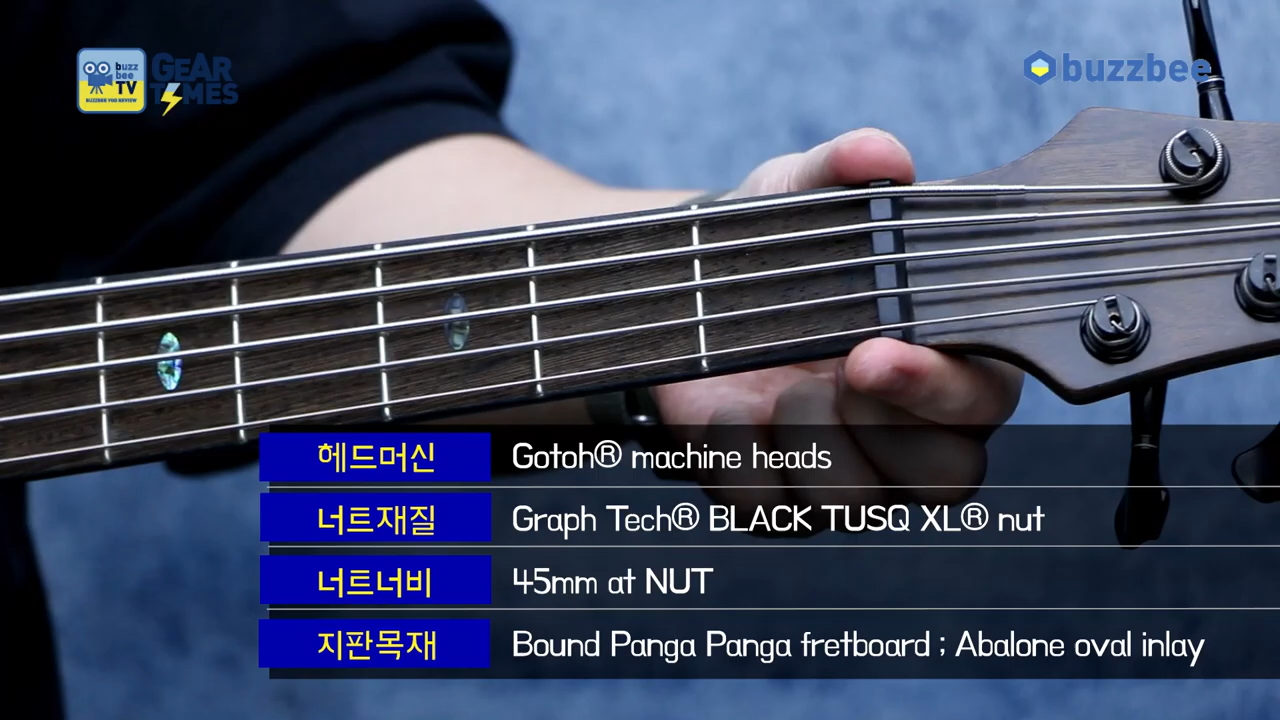 buzz
bee
TV
BUZZBEE VOD REVIEW
GEAR
TIMES
buzzbee
헤드머신 Gotoh® machine heads
너트재질 Graph Tech® BLACK TUSQ XL® nut
너트너비 45mm at NUT
지판목재 Bound Panga Panga fretboard ; Abalone oval inlay